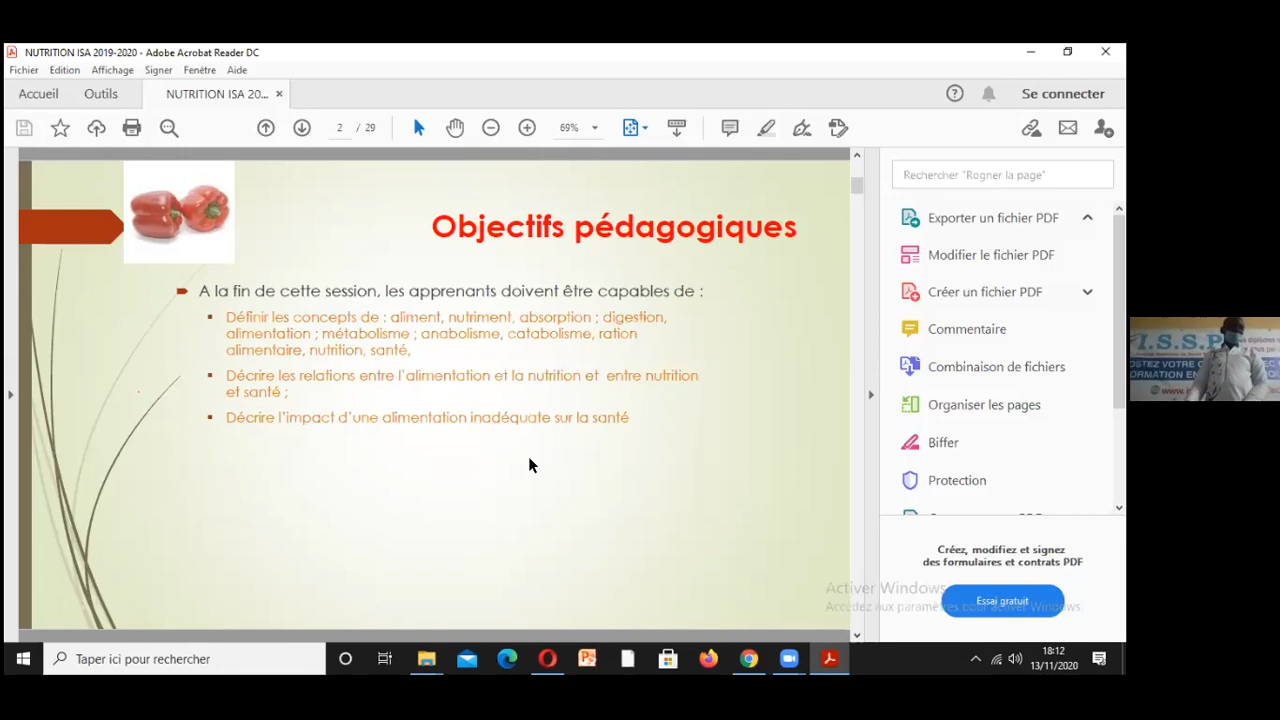 NUTRITION ISA 2019-2020 - Adobe Acrobat Reader DC
Fichier Edition Affichage Signer Fenêtre Aide
Accueil Outils NUTRITION ISA 20... × Se connecter
2 / 29 69%
Rechercher "Rogner la page"
Exporter un fichier PDF
Modifier le fichier PDF
Créer un fichier PDF
Commentaire
Combinaison de fichiers
Organiser les pages
Biffer
Protection
Créez, modifiez et signez
des formulaires et contrats PDF
Essai gratuit
Objectifs pédagogiques
A la fin de cette session, les apprenants doivent être capables de :
Définir les concepts de : aliment, nutriment, absorption ; digestion,
alimentation ; métabolisme ; anabolisme, catabolisme, ration
alimentaire, nutrition, santé,
Décrire les relations entre l'alimentation et la nutrition et entre nutrition
et santé ;
Décrire l'impact d'une alimentation inadéquate sur la santé
Activer Windows
Accédez aux paramètres pour activer Windows.
I.S.S.P
Taper ici pour rechercher
18:12
13/11/2020